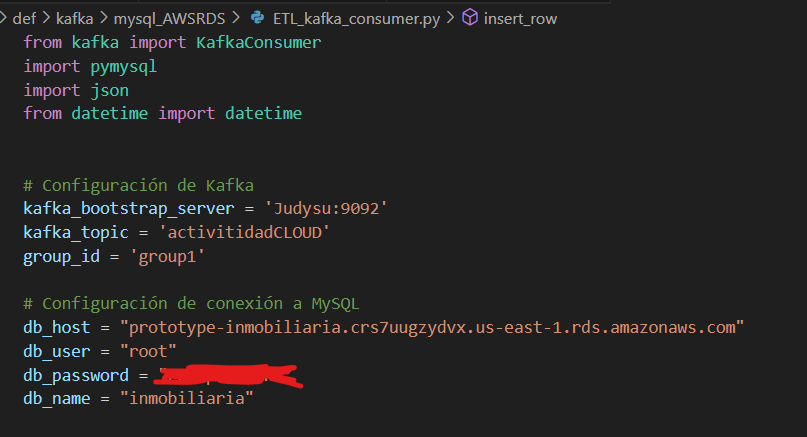 def > kafka > mysql_AWSRDS > ETL_kafka_consumer.py > insert_row
from kafka import KafkaConsumer
import pymysql
import json
from datetime import datetime
# Configuración de Kafka
kafka_bootstrap_server = 'Judysu:9092'
kafka_topic = 'activitidadCLOUD'
group_id = 'group1'
# Configuración de conexión a MySQL
db_host = "prototype-inmobiliaria.crs7uugzydvx.us-east-1.rds.amazonaws.com"
db_user = "root"
db_password =
db_name = "inmobiliaria"